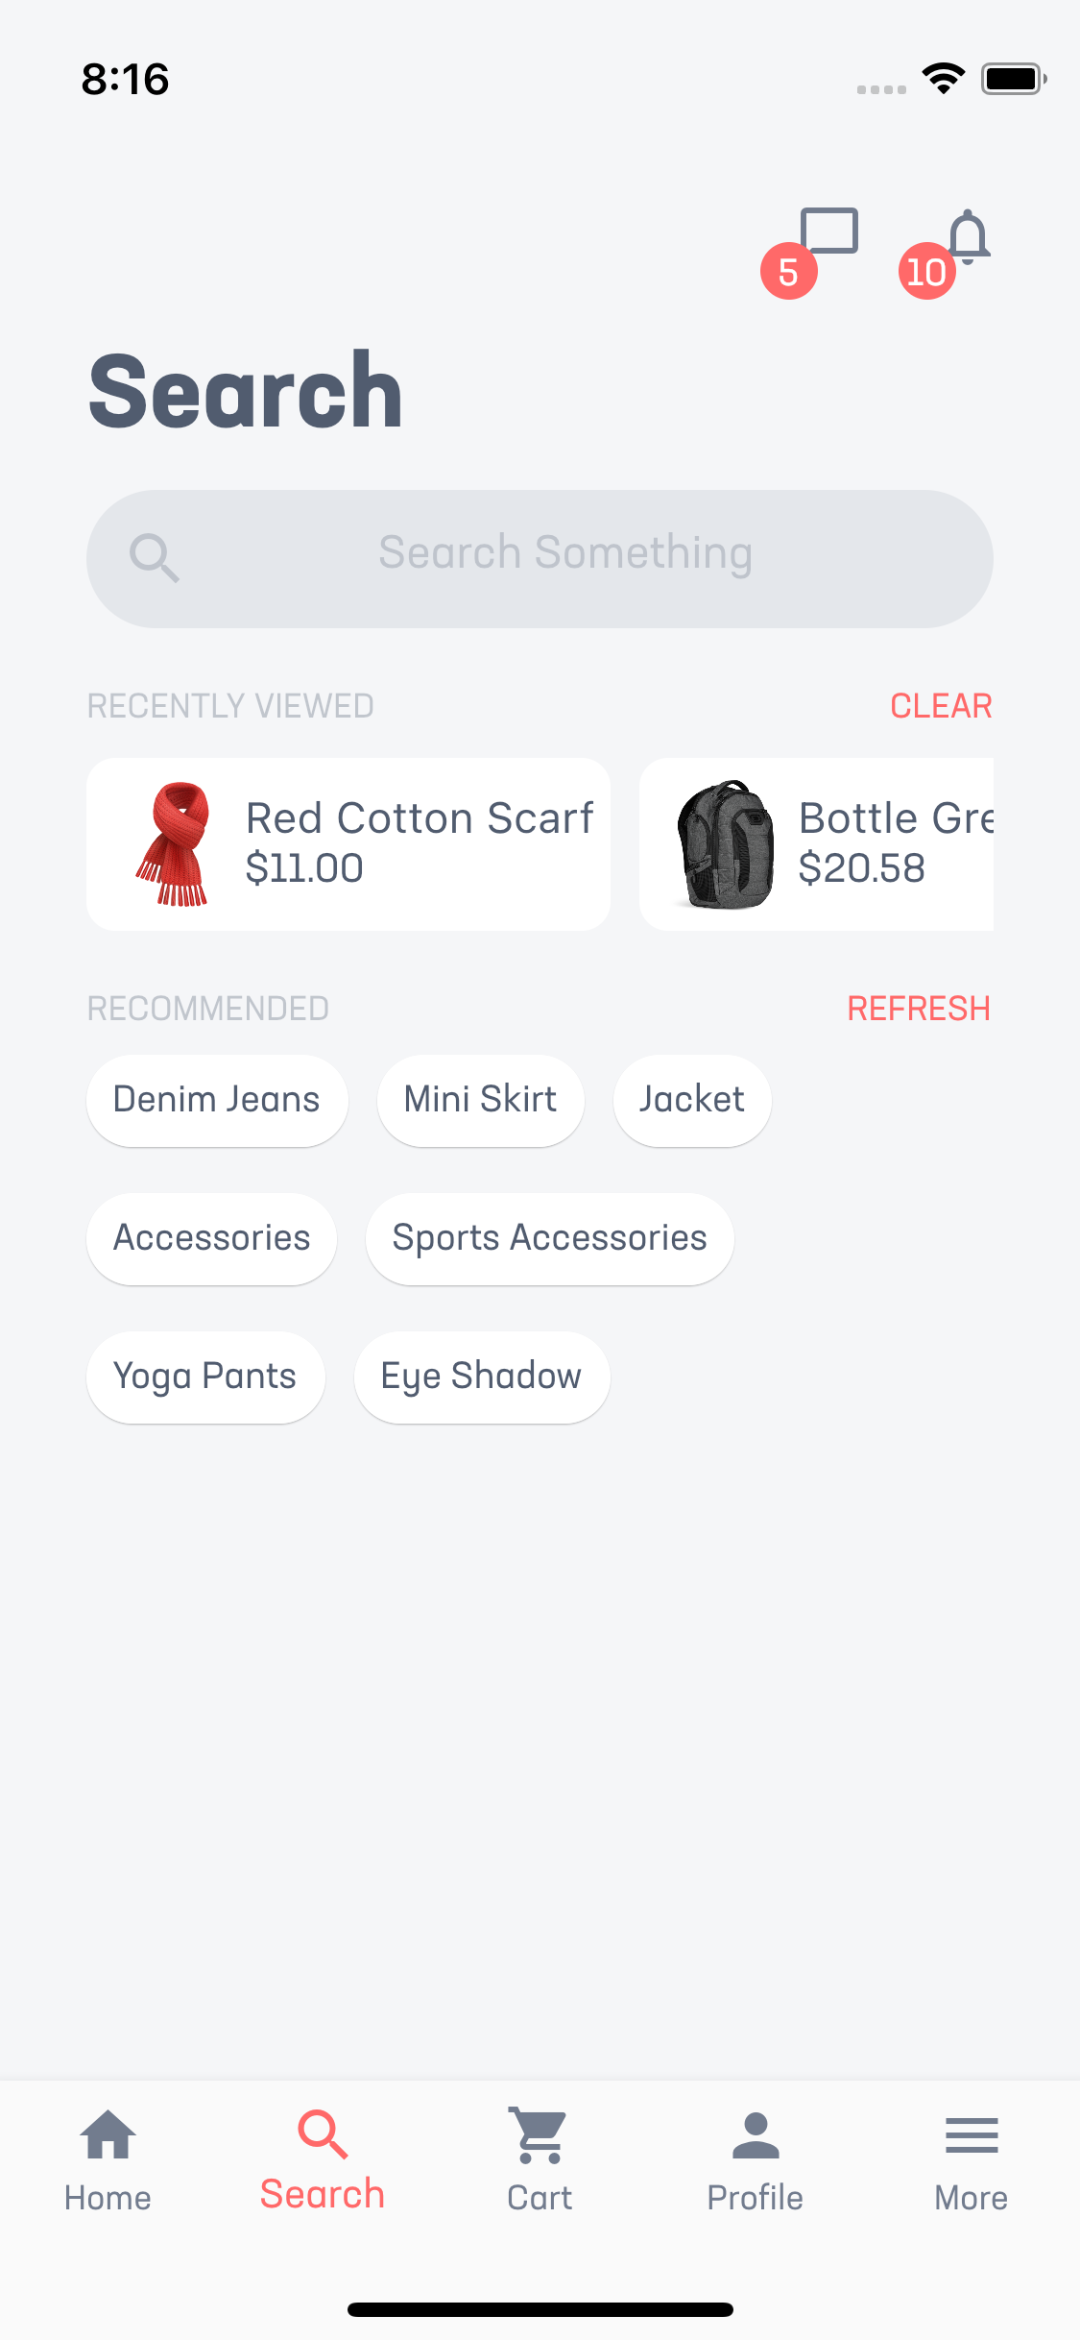 8:16
5
10
Search
Search Something
RECENTLY VIEWED
CLEAR
Red Cotton Scarf
$11.00
Bottle Gre
$20.58
RECOMMENDED
REFRESH
Denim Jeans
Mini Skirt
Jacket
Accessories
Sports Accessories
Yoga Pants
Eye Shadow
Home
Search
Cart
Profile
More